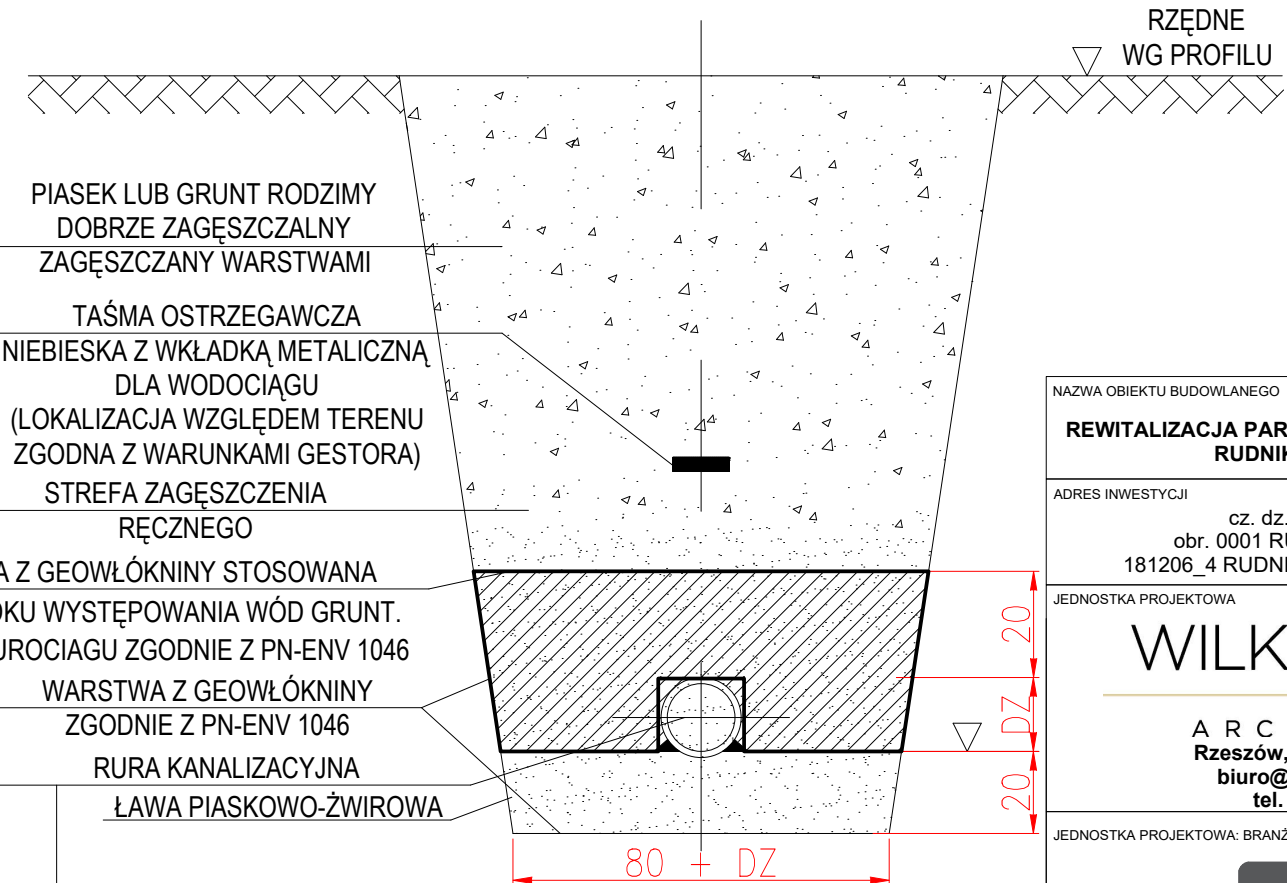 RZĘDNE
WG PROFILU
PIASEK LUB GRUNT RODZIMY
DOBRZE ZAGĘSZCZALNY
ZAGĘSZCZANY WARSTWAMI
TAŚMA OSTRZEGAWCZA
NIEBIESKA Z WKŁADKĄ METALICZNĄ
DLA WODOCIĄGU
(LOKALIZACJA WZGLĘDEM TERENU
ZGODNA Z WARUNKAMI GESTORA)
STREFA ZAGĘSZCZENIA
RĘCZNEGO
A Z GEOWŁÓKNINY STOSOWANA
DKU WYSTĘPOWANIA WÓD GRUNT.
UROCIAGU ZGODNIE Z PN-ENV 1046
WARSTWA Z GEOWŁÓKNINY
ZGODNIE Z PN-ENV 1046
RURA KANALIZACYJNA
ŁAWA PIASKOWO-ŻWIROWA
20
DZ
20
80 + DZ
NAZWA OBIEKTU BUDOWLANEGO
REWITALIZACJA PAR
RUDNIK
ADRES INWESTYCJI
cz. dz.
obr. 0001 RU
181206_4 RUDNI
JEDNOSTKA PROJEKTOWA
WILK
A R C
Rzeszów,
biuro@
tel.
JEDNOSTKA PROJEKTOWA: BRANŻ